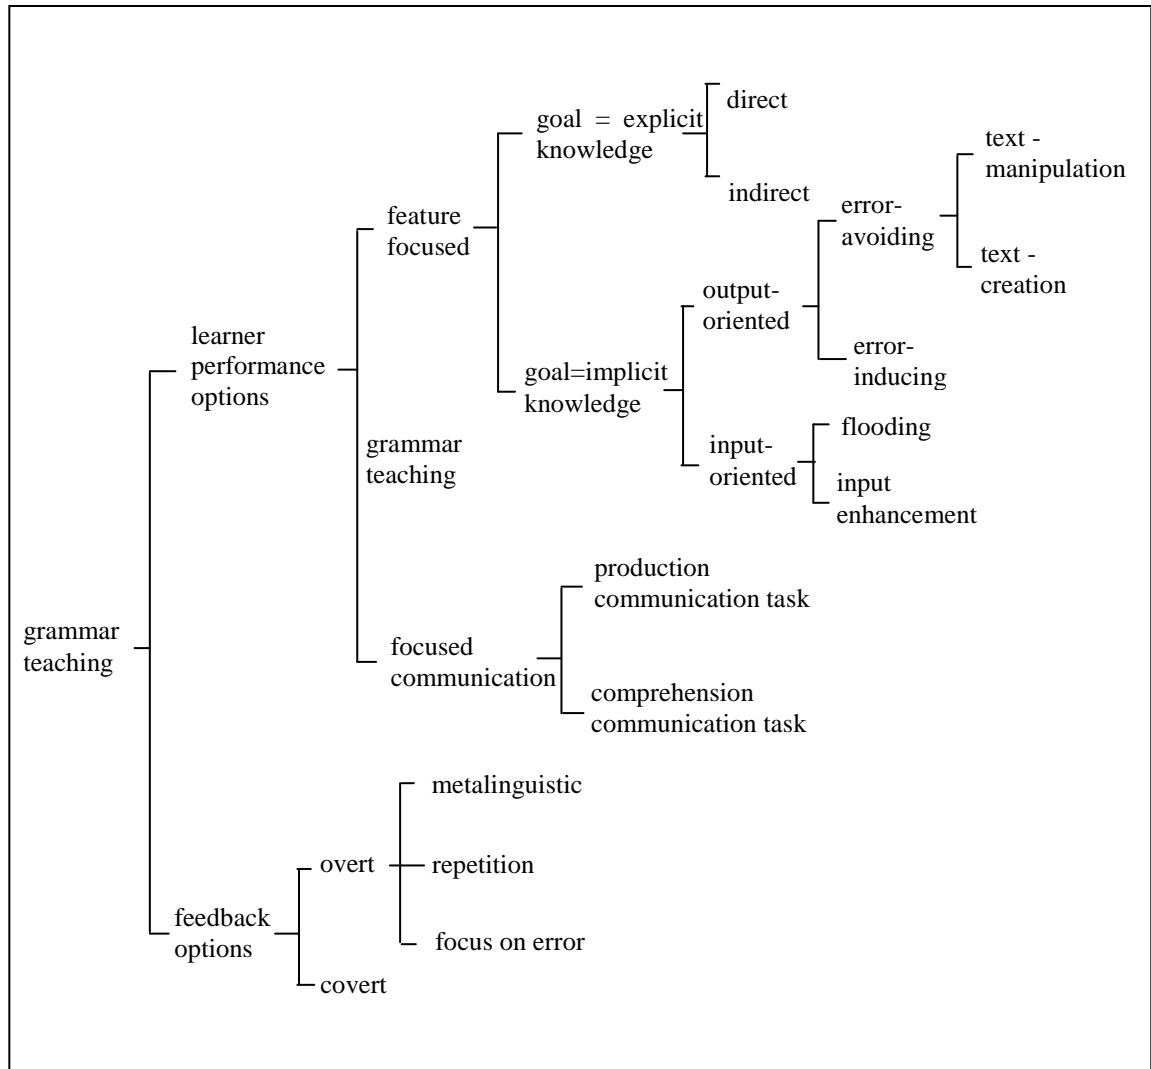 direct
goal = explicit
knowledge
text -
manipulation
indirect
error-
avoiding
feature
focused
text -
creation
output-
oriented
learner
performance
options
error-
inducing
goal=implicit
knowledge
flooding
grammar
teaching
input-
oriented
input
enhancement
production
communication task
grammar
teaching
focused
communication
comprehension
communication task
metalinguistic
overt
repetition
feedback
options
focus on error
covert